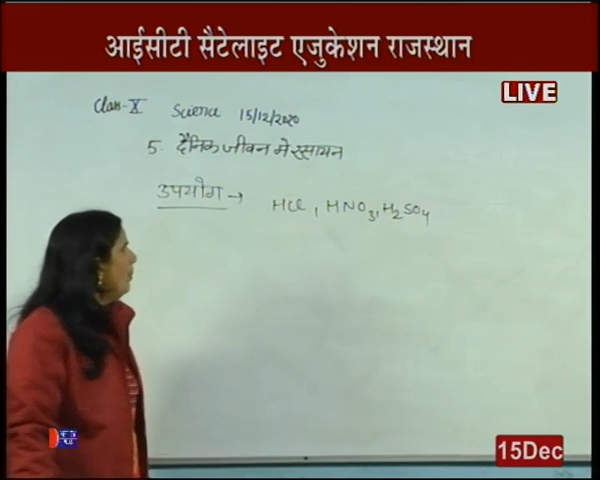 आईसीटी सैटेलाइट एजुकेशन राजस्थान
LIVE
Class-X Science 15/12/2020
5. दैनिक जीवन मे रसायन
उपयोग → HCl, HNO3, H2SO4
15Dec